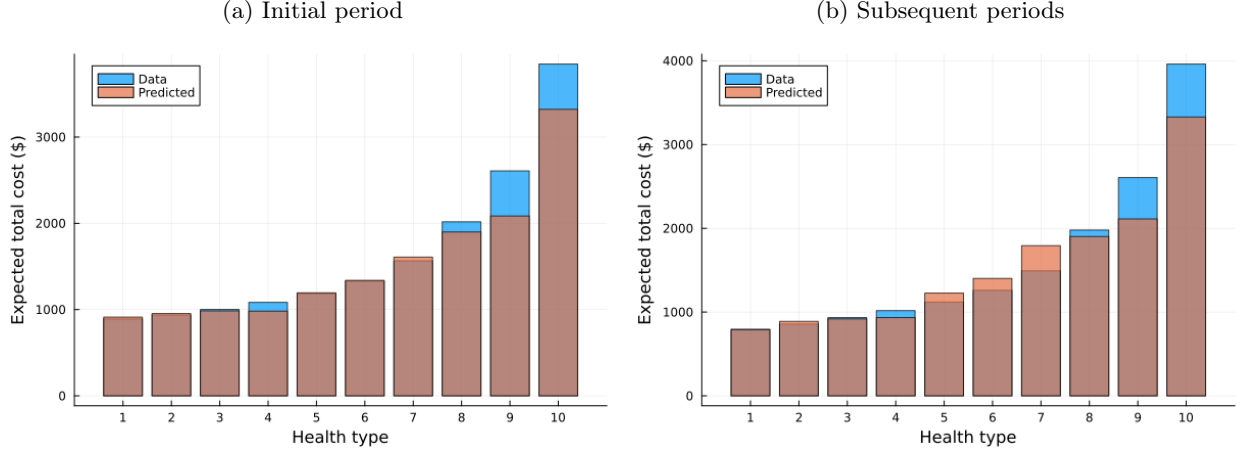 (a) Initial period
Expected total cost ($)
3000
2000
1000
0
Data
Predicted
1 2 3 4 5 6 7 8 9 10
Health type
(b) Subsequent periods
Expected total cost ($)
4000
3000
2000
1000
0
Data
Predicted
1 2 3 4 5 6 7 8 9 10
Health type